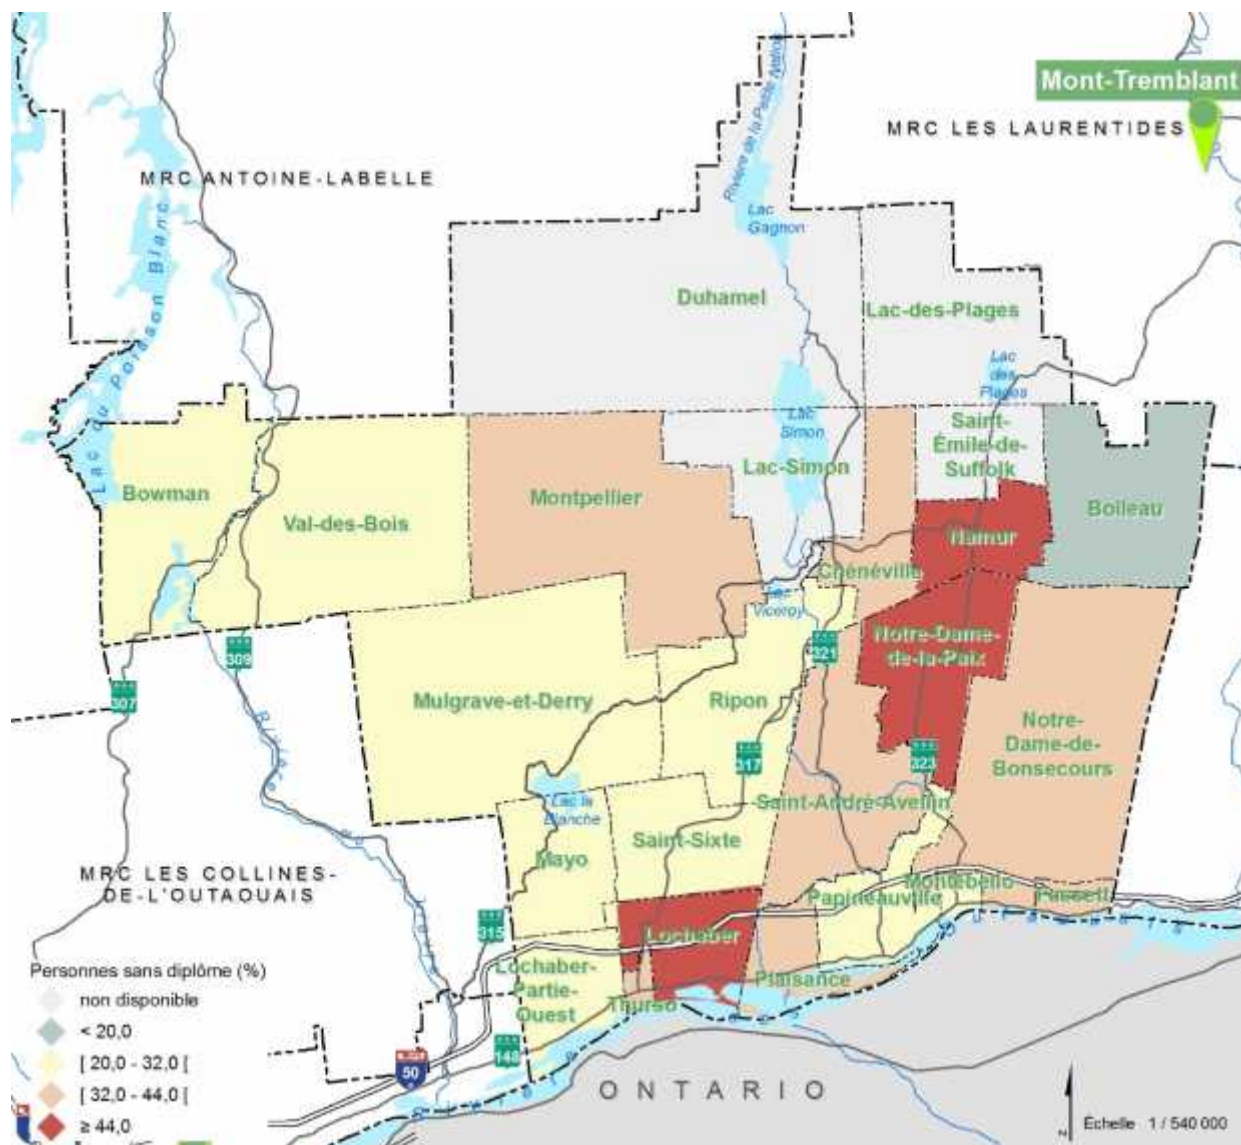 Mont-Tremblant
MRC LES LAURENTIDES
MRC ANTOINE-LABELLE
Rivière de la Petite Nation
Lac
Gagnon
Lac du Poisson Blanc
Duhamel
Lac-des-Plages
Lac
des
Plages
Lac
Simon
Saint-
Émile-de-
Suffolk
Lac-Simon
Bowman
Val-des-Bois
Montpellier
Boileau
Namur
Chénéville
Lac
Viceroy
Notre-Dame-
de-la-Paix
321
309
307
Mulgrave-et-Derry
Ripon
Notre-
Dame-de-
Bonsecours
317
323
Lac la
Blanche
Saint-André-Avellin
Saint-Sixte
Mayo
MRC LES COLLINES-
DE-L'OUTAOUAIS
Montebello
Papineauville
Fassett
315
Lochaber
Lochaber-
Partie-
Ouest
Plaisance
Thurso
148
50
ONTARIO
Personnes sans diplôme (%)
non disponible
< 20,0
[ 20,0 - 32,0 [
[ 32,0 - 44,0 [
≥ 44,0
N
Échelle 1 / 540 000